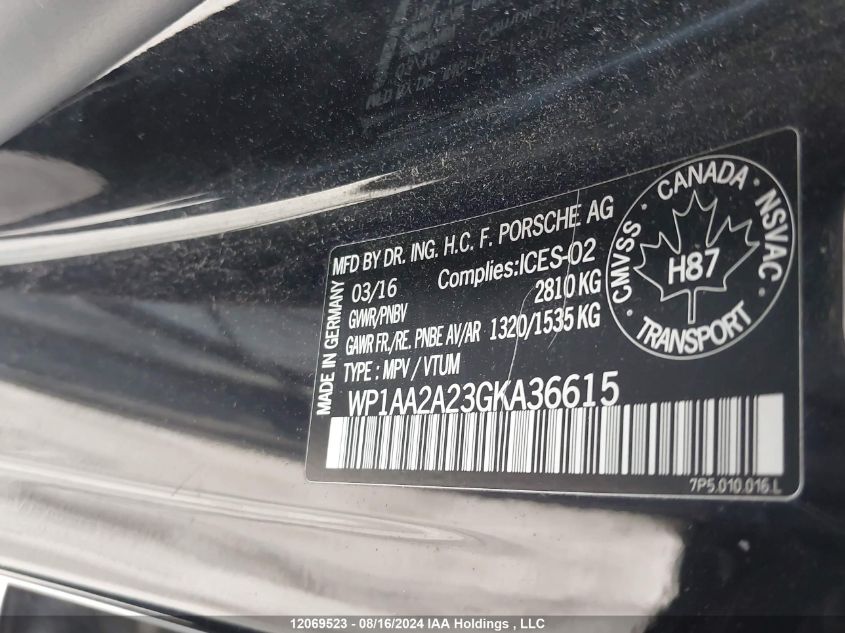 MFD BY DR. ING. H.C. F. PORSCHE AG
03/16 Complies:ICES-02
GVWR/PNBV 2810 KG
GAWR FR./RE. PNBE AV/AR 1320/1535 KG
TYPE : MPV / VTUM
WP1AA2A23GKA36615
MADE IN GERMANY
CANADA
CMVSS · NSVAC
H87
TRANSPORT
7P5.010.016.L
12069523 - 08/16/2024 IAA Holdings , LLC